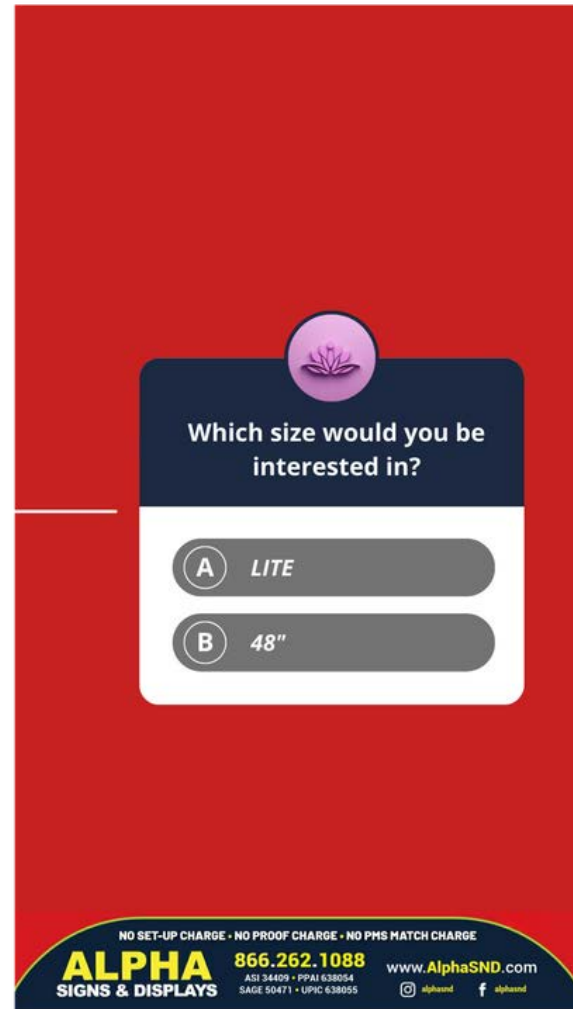 Which size would you be
interested in?
A LITE
B 48"
NO SET-UP CHARGE • NO PROOF CHARGE • NO PMS MATCH CHARGE
ALPHA
SIGNS & DISPLAYS
866.262.1088
ASI 34409 • PPAI 638054
SAGE 50471 • UPIC 638055
www.AlphaSND.com
alphasnd f alphasnd